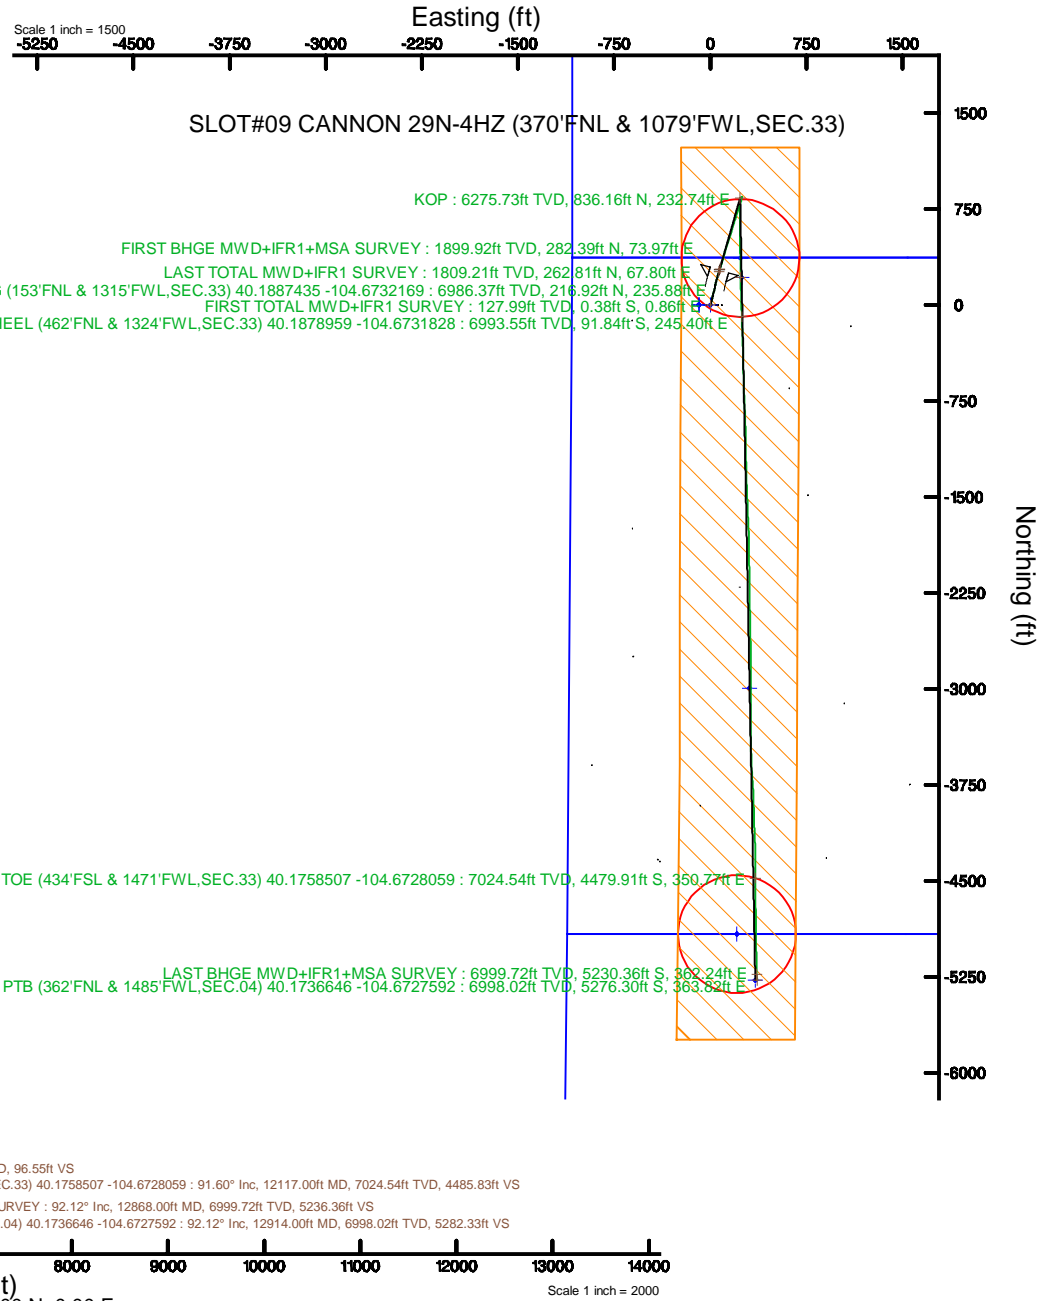 Easting (ft)
Scale 1 inch = 1500
-5250 -4500 -3750 -3000 -2250 -1500 -750 0 750 1500
SLOT#09 CANNON 29N-4HZ (370'FNL & 1079'FWL,SEC.33)
1500
KOP : 6275.73ft TVD, 836.16ft N, 232.74ft E
750
FIRST BHGE MWD+IFR1+MSA SURVEY : 1899.92ft TVD, 282.39ft N, 73.97ft E
LAST TOTAL MWD+IFR1 SURVEY : 1809.21ft TVD, 262.81ft N, 67.80ft E
(153'FNL & 1315'FWL,SEC.33) 40.1887435 -104.6732169 : 6986.37ft TVD, 216.92ft N, 235.88ft E
FIRST TOTAL MWD+IFR1 SURVEY : 127.99ft TVD, 0.38ft S, 0.86ft E
0
HEEL (462'FNL & 1324'FWL,SEC.33) 40.1878959 -104.6731828 : 6993.55ft TVD, 91.84ft S, 245.40ft E
-750
-1500
-2250
Northing (ft)
-3000
-3750
TOE (434'FSL & 1471'FWL,SEC.33) 40.1758507 -104.6728059 : 7024.54ft TVD, 4479.91ft S, 350.77ft E
-4500
LAST BHGE MWD+IFR1+MSA SURVEY : 6999.72ft TVD, 5230.36ft S, 362.24ft E
-5250
PTB (362'FNL & 1485'FWL,SEC.04) 40.1736646 -104.6727592 : 6998.02ft TVD, 5276.30ft S, 363.82ft E
-6000
D, 96.55ft VS
C.33) 40.1758507 -104.6728059 : 91.60° Inc, 12117.00ft MD, 7024.54ft TVD, 4485.83ft VS
URVEY : 92.12° Inc, 12868.00ft MD, 6999.72ft TVD, 5236.36ft VS
.04) 40.1736646 -104.6727592 : 92.12° Inc, 12914.00ft MD, 6998.02ft TVD, 5282.33ft VS
8000 9000 10000 11000 12000 13000 14000
t)
Scale 1 inch = 2000